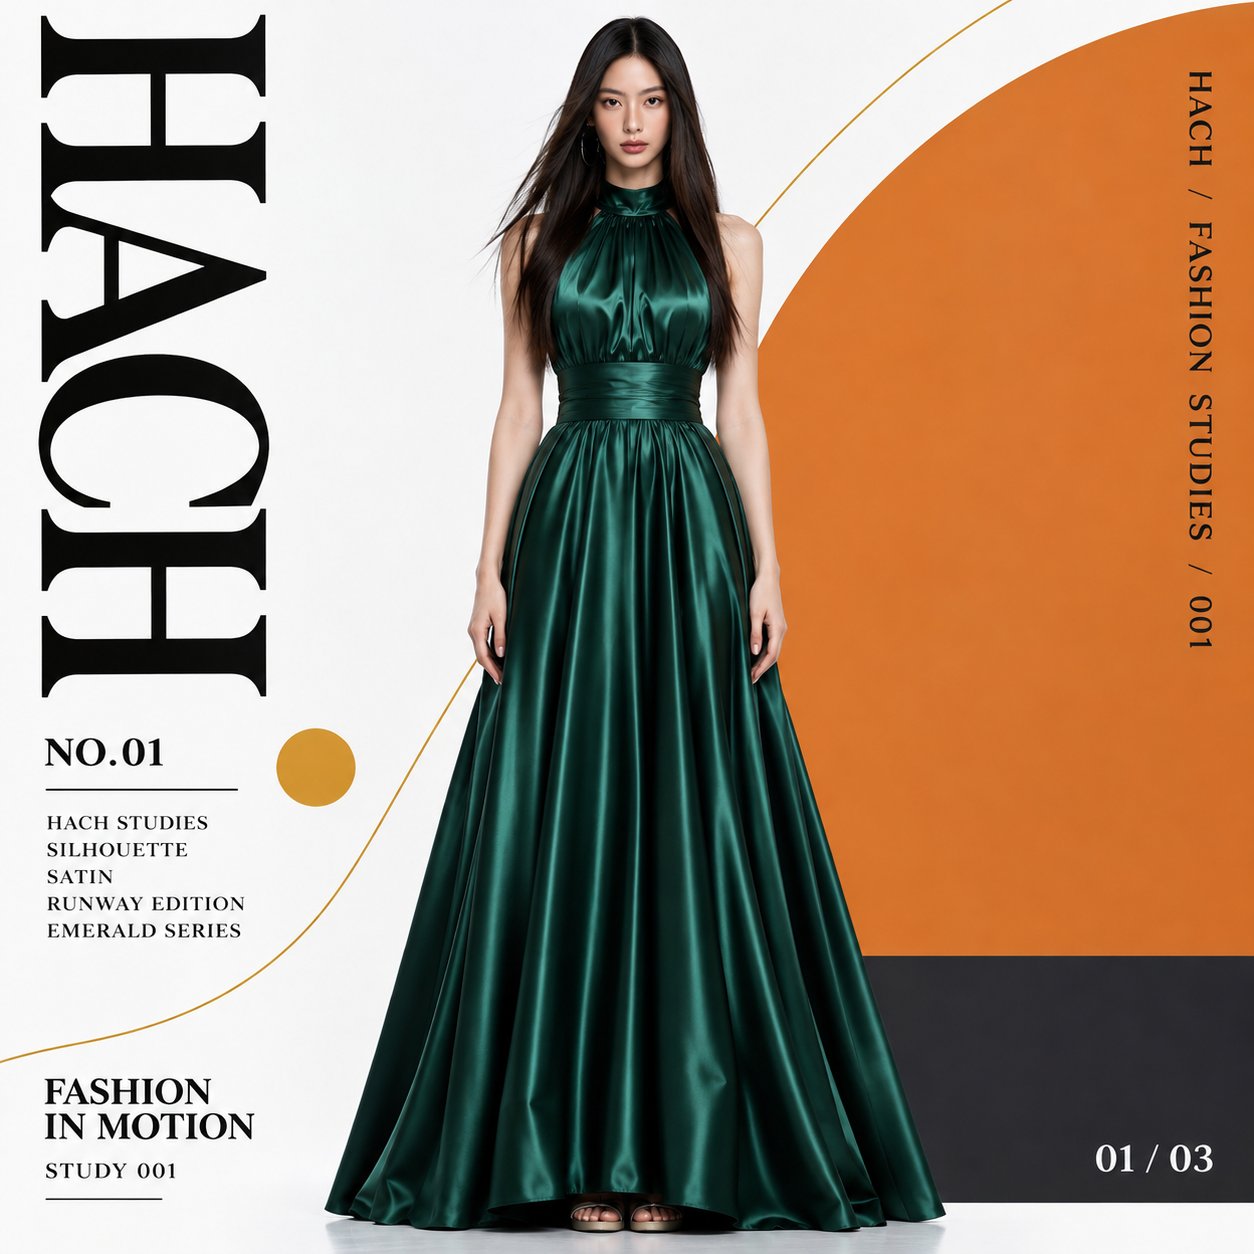 HACH
NO.01
HACH STUDIES
SILHOUETTE
SATIN
RUNWAY EDITION
EMERALD SERIES
FASHION
IN MOTION
STUDY 001
HACH / FASHION STUDIES / 001
01 / 03